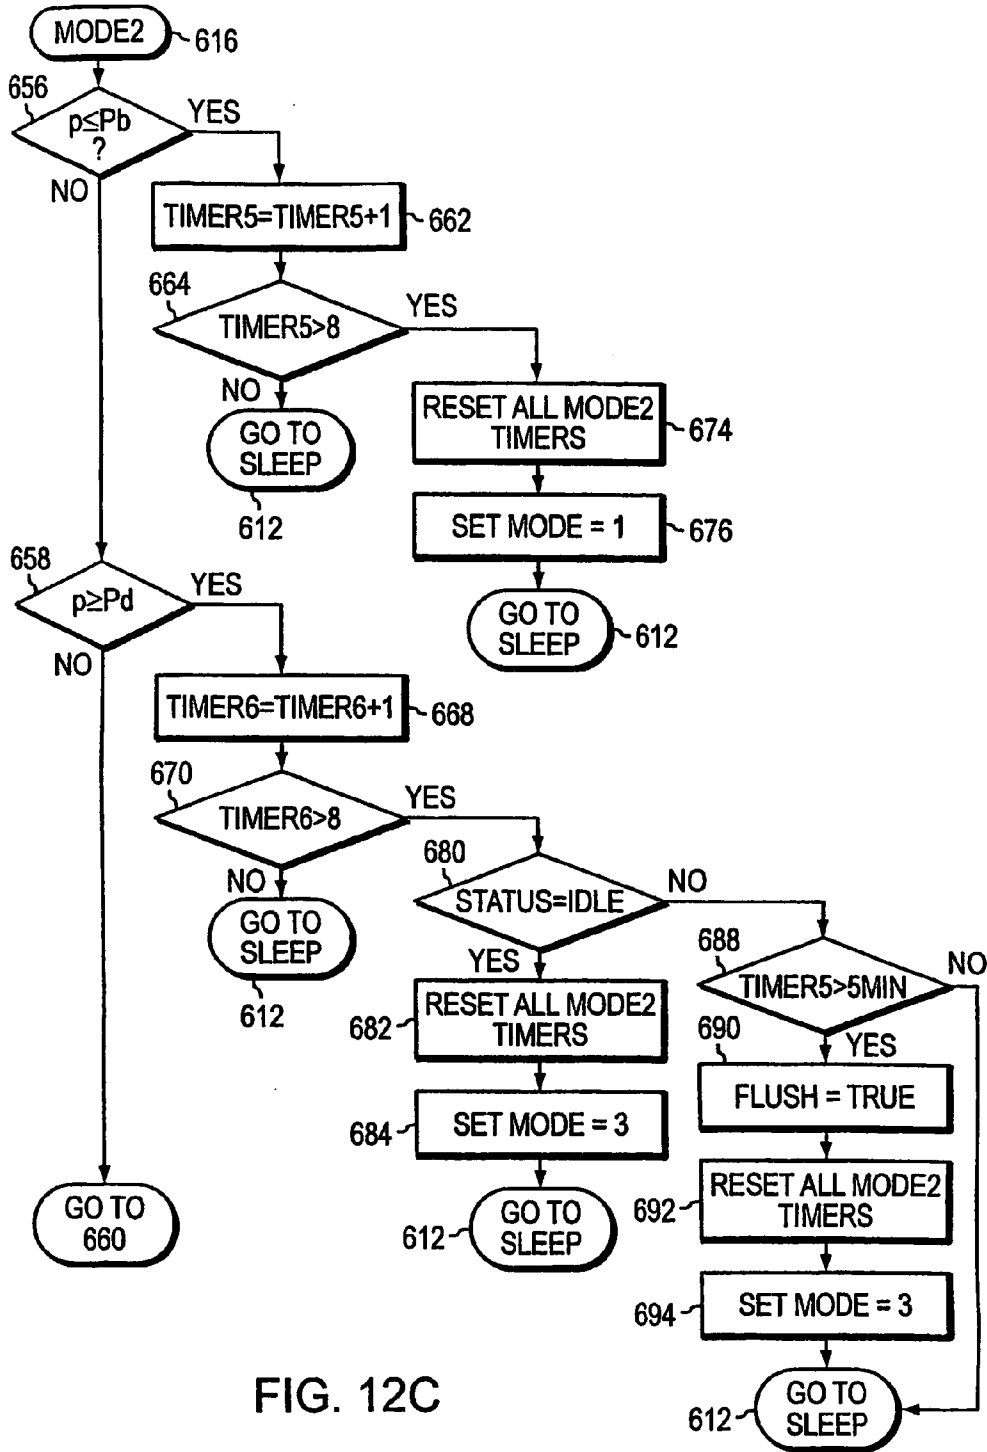 MODE2
616
656
p≤Pb
?
YES
NO
TIMER5=TIMER5+1
662
664
TIMER5>8
YES
NO
GO TO
SLEEP
612
RESET ALL MODE2
TIMERS
674
SET MODE = 1
676
GO TO
SLEEP
612
658
p≥Pd
YES
NO
TIMER6=TIMER6+1
668
670
TIMER6>8
YES
NO
GO TO
SLEEP
612
680
STATUS=IDLE
NO
YES
RESET ALL MODE2
TIMERS
682
SET MODE = 3
684
GO TO
SLEEP
612
688
TIMER5>5MIN
NO
YES
690
FLUSH = TRUE
RESET ALL MODE2
TIMERS
692
SET MODE = 3
694
GO TO
SLEEP
612
GO TO
660
FIG. 12C